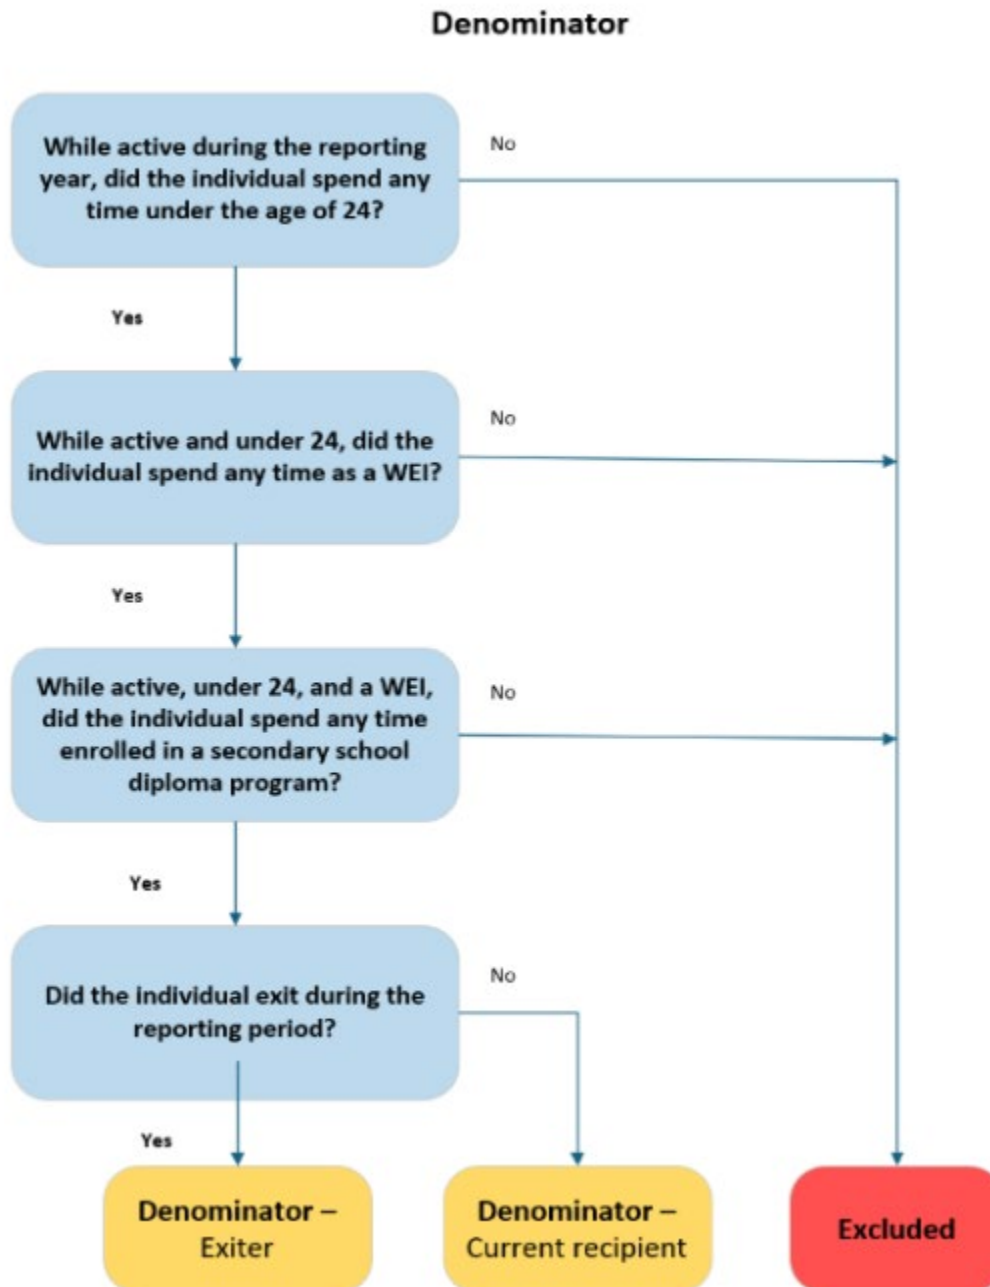 Denominator
While active during the reporting
year, did the individual spend any
time under the age of 24?
No
Yes
While active and under 24, did the
individual spend any time as a WEI?
No
Yes
While active, under 24, and a WEI,
did the individual spend any time
enrolled in a secondary school
diploma program?
No
Yes
Did the individual exit during the
reporting period?
No
Yes
Denominator –
Exiter
Denominator –
Current recipient
Excluded